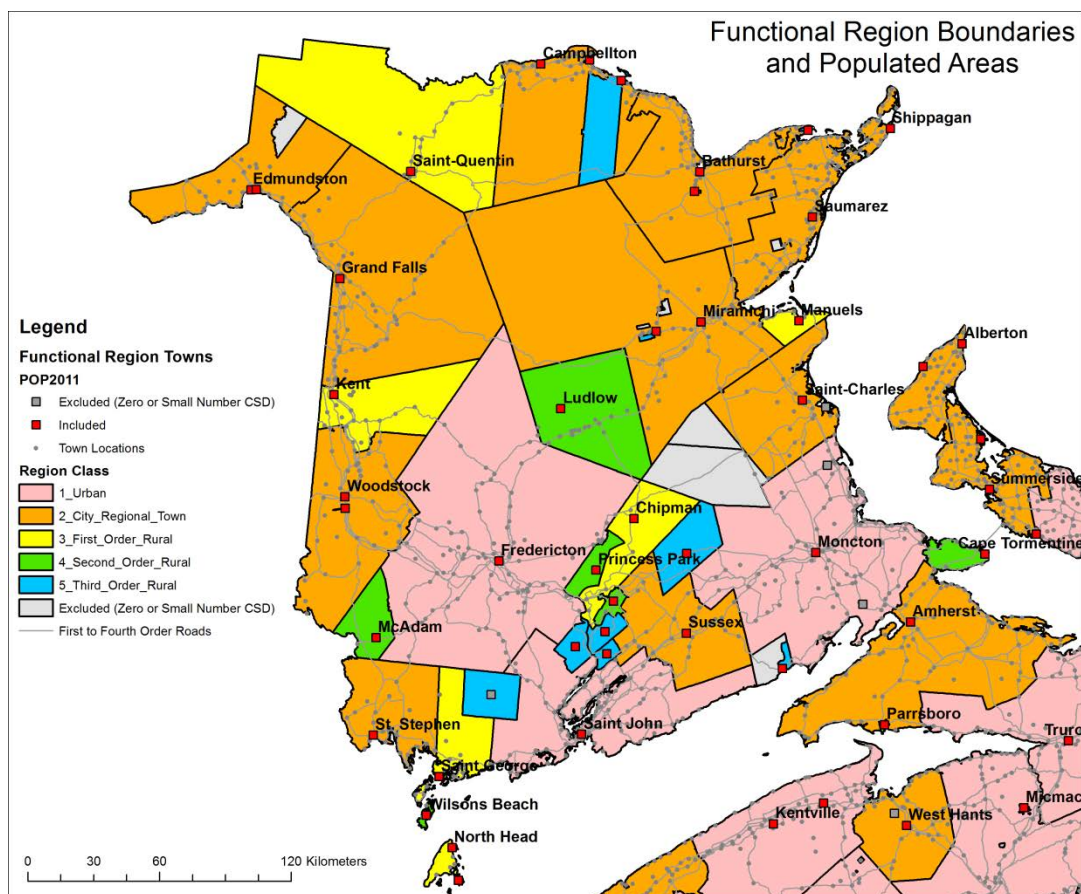 Functional Region Boundaries
and Populated Areas
Campbellton
Shippagan
Saint-Quentin
Bathurst
Edmundston
Saumarez
Grand Falls
Miramichi
Manuels
Alberton
Kent
Ludlow
Saint-Charles
Woodstock
Summerside
Chipman
Fredericton
Princess Park
Moncton
Cape Tormentine
Amherst
McAdam
Sussex
St. Stephen
Saint John
Parrsboro
Truro
Saint George
Wilsons Beach
Kentville
West Hants
Micmac
North Head
Legend
Functional Region Towns
POP2011
Excluded (Zero or Small Number CSD)
Included
Town Locations
Region Class
1_Urban
2_City_Regional_Town
3_First_Order_Rural
4_Second_Order_Rural
5_Third_Order_Rural
Excluded (Zero or Small Number CSD)
First to Fourth Order Roads
0 30 60 120 Kilometers